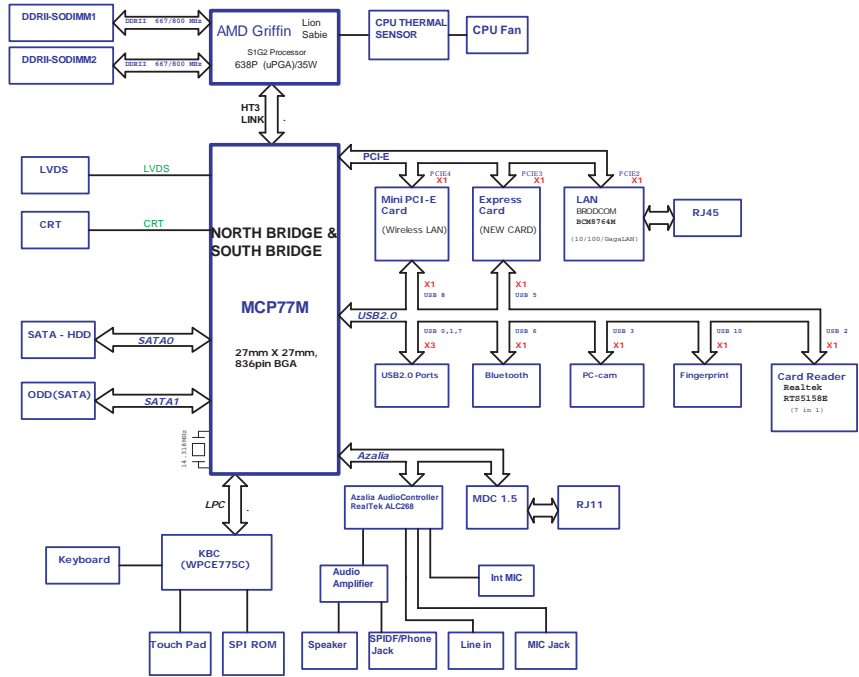 DDRII-SODIMM1
DDRII 667/800 MHz
AMD Griffin
Lion
Sabie
S1G2 Processor
638P (uPGA)/35W
CPU THERMAL
SENSOR
CPU Fan
DDRII-SODIMM2
DDRII 667/800 MHz
HT3
LINK
.
PCI-E
LVDS
LVDS
CRT
CRT
NORTH BRIDGE &
SOUTH BRIDGE
MCP77M
27mm X 27mm,
836pin BGA
PCIE4
X1
PCIE3
X1
PCIE2
X1
Mini PCI-E
Card
(Wireless LAN)
Express
Card
(NEW CARD)
LAN
BRODCOM
BCM8764M
(10/100/GagaLAN)
RJ45
X1
USB 8
X1
USB 5
USB2.0
USB 0,1,7
X3
USB 6
X1
USB 3
X1
USB 10
X1
USB 2
X1
USB2.0 Ports
Bluetooth
PC-cam
Fingerprint
Card Reader
Realtek
RTS5158E
(7 in 1)
SATA - HDD
SATA0
ODD(SATA)
SATA1
14.318MHz
Azalia
Azalia AudioController
RealTek ALC268
MDC 1.5
RJ11
LPC
.
KBC
(WPCE775C)
Keyboard
Touch Pad
SPI ROM
Audio
Amplifier
Int MIC
Speaker
SPIDF/Phone
Jack
Line in
MIC Jack